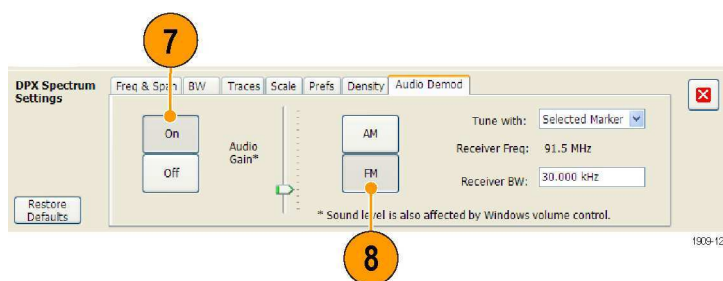 7
DPX Spectrum
Settings
Freq & Span BW Traces Scale Prefs Density Audio Demod
On
Off
Audio
Gain*
AM
FM
Tune with: Selected Marker
Receiver Freq: 91.5 MHz
Receiver BW: 30.000 kHz
* Sound level is also affected by Windows volume control.
Restore
Defaults
8
1909-12